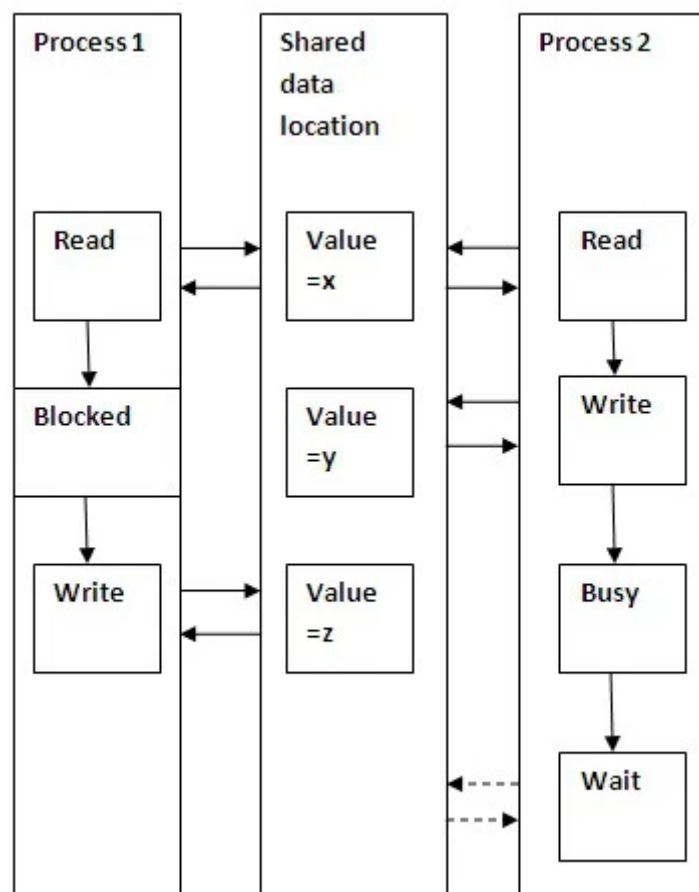 Process 1
Shared
data
location
Process 2
Read
Value
=x
Read
Blocked
Value
=y
Write
Write
Value
=z
Busy
Wait